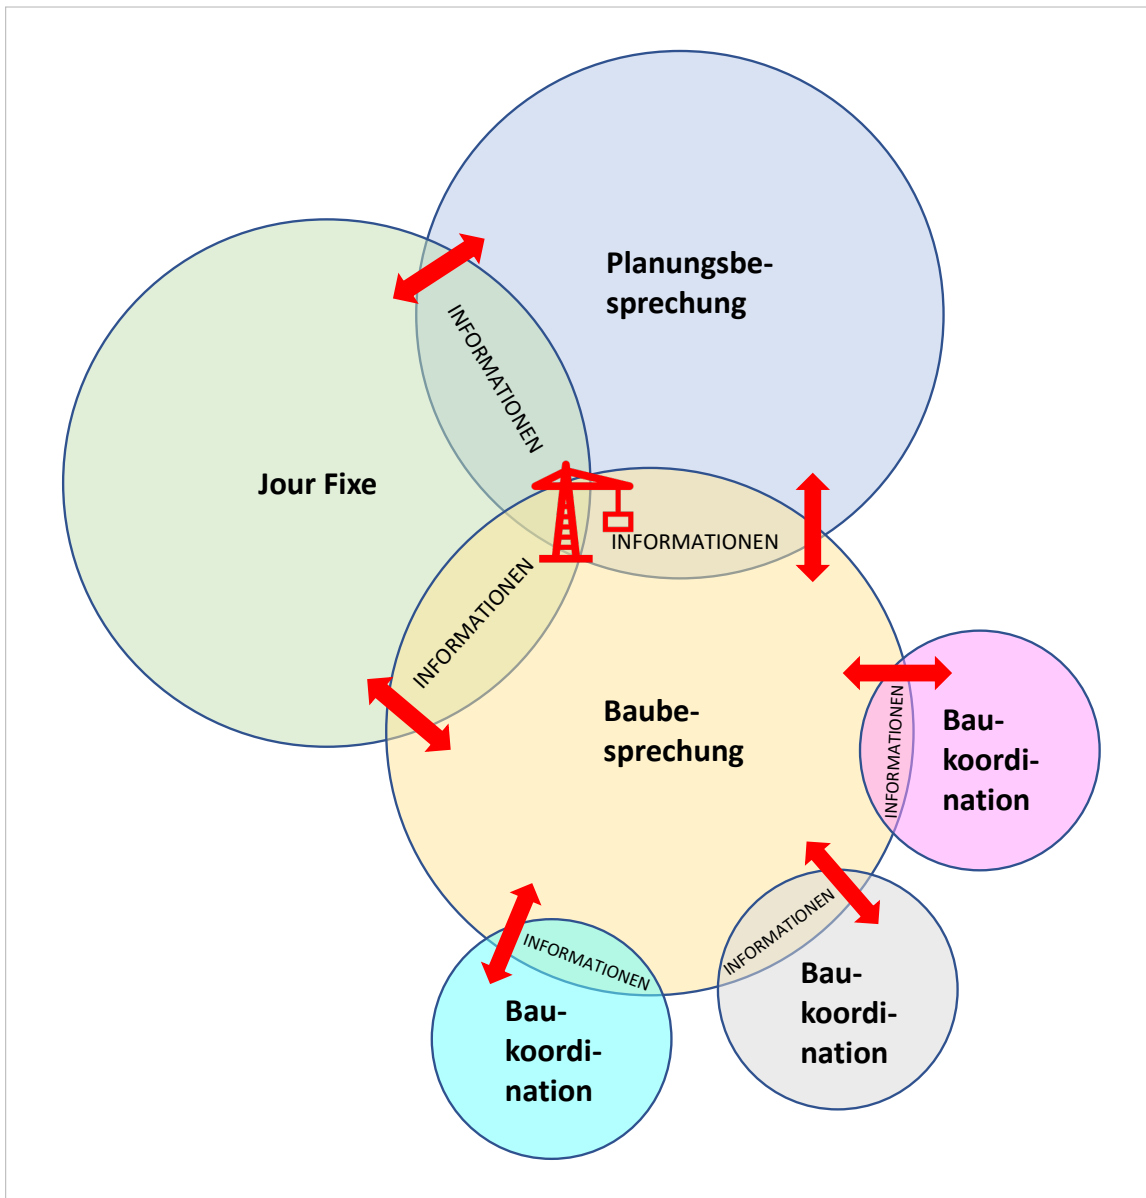 Planungsbe-
sprechung
INFORMATIONEN
Jour Fixe
INFORMATIONEN
INFORMATIONEN
Baube-
sprechung
INFORMATIONEN
Bau-
koordi-
nation
INFORMATIONEN
Bau-
koordi-
nation
INFORMATIONEN
Bau-
koordi-
nation